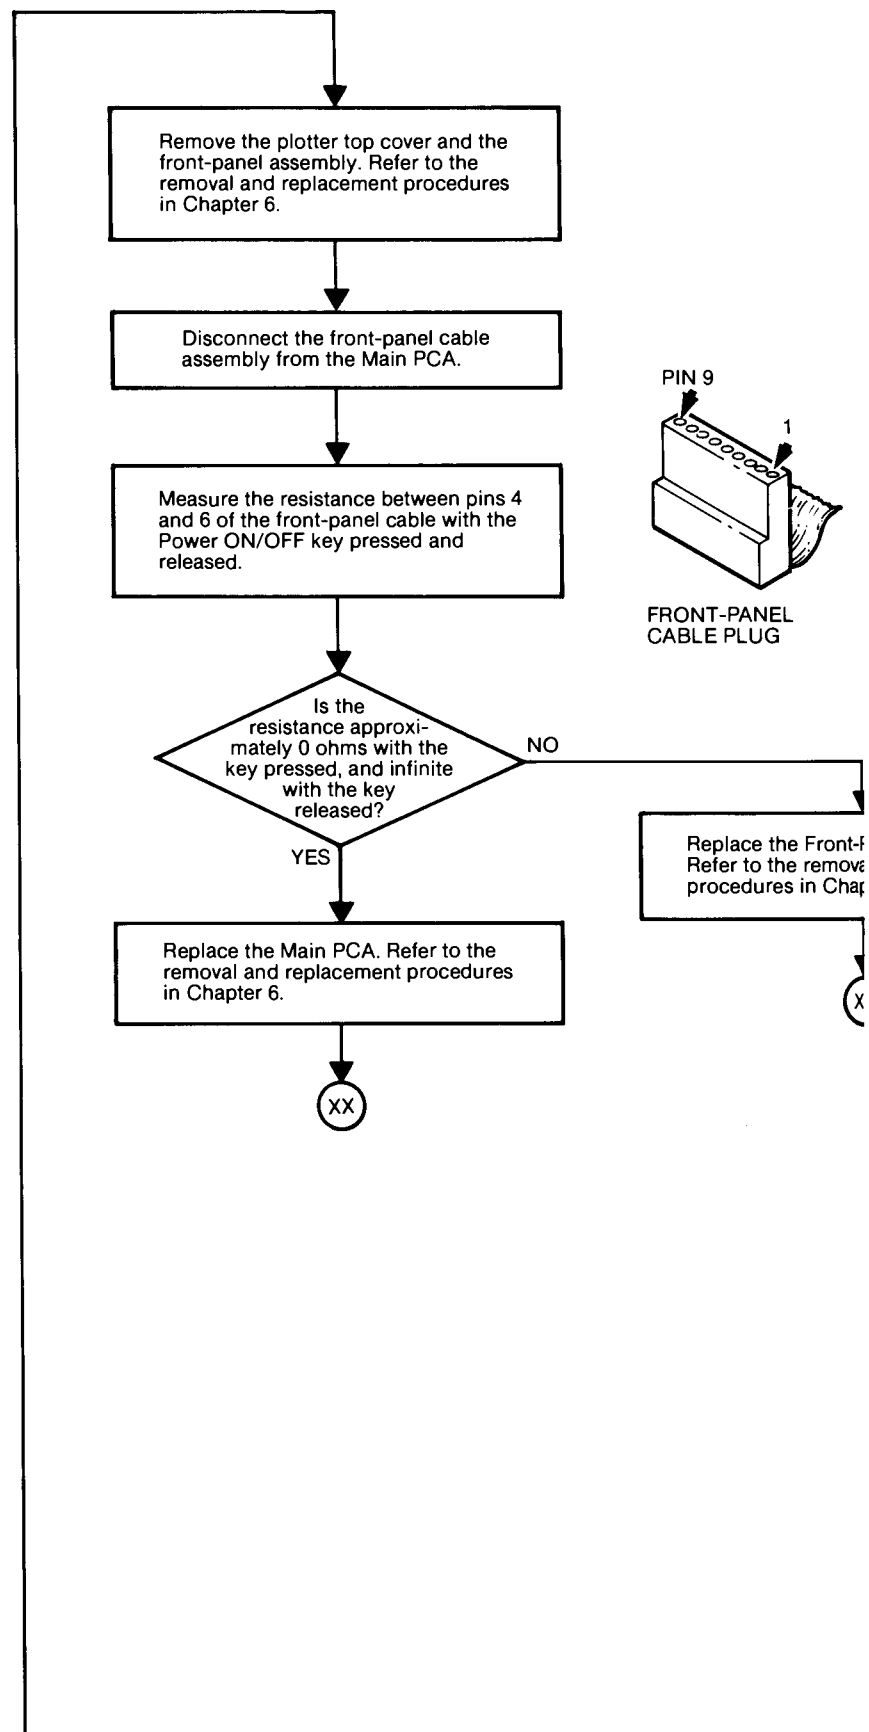 Remove the plotter top cover and the
front-panel assembly. Refer to the
removal and replacement procedures
in Chapter 6.
Disconnect the front-panel cable
assembly from the Main PCA.
PIN 9
1
Measure the resistance between pins 4
and 6 of the front-panel cable with the
Power ON/OFF key pressed and
released.
FRONT-PANEL
CABLE PLUG
Is the
resistance approxi-
mately 0 ohms with the
key pressed, and infinite
with the key
released?
NO
YES
Replace the Front-
Refer to the
procedures in
Replace the Main PCA. Refer to the
removal and replacement procedures
in Chapter 6.
XX